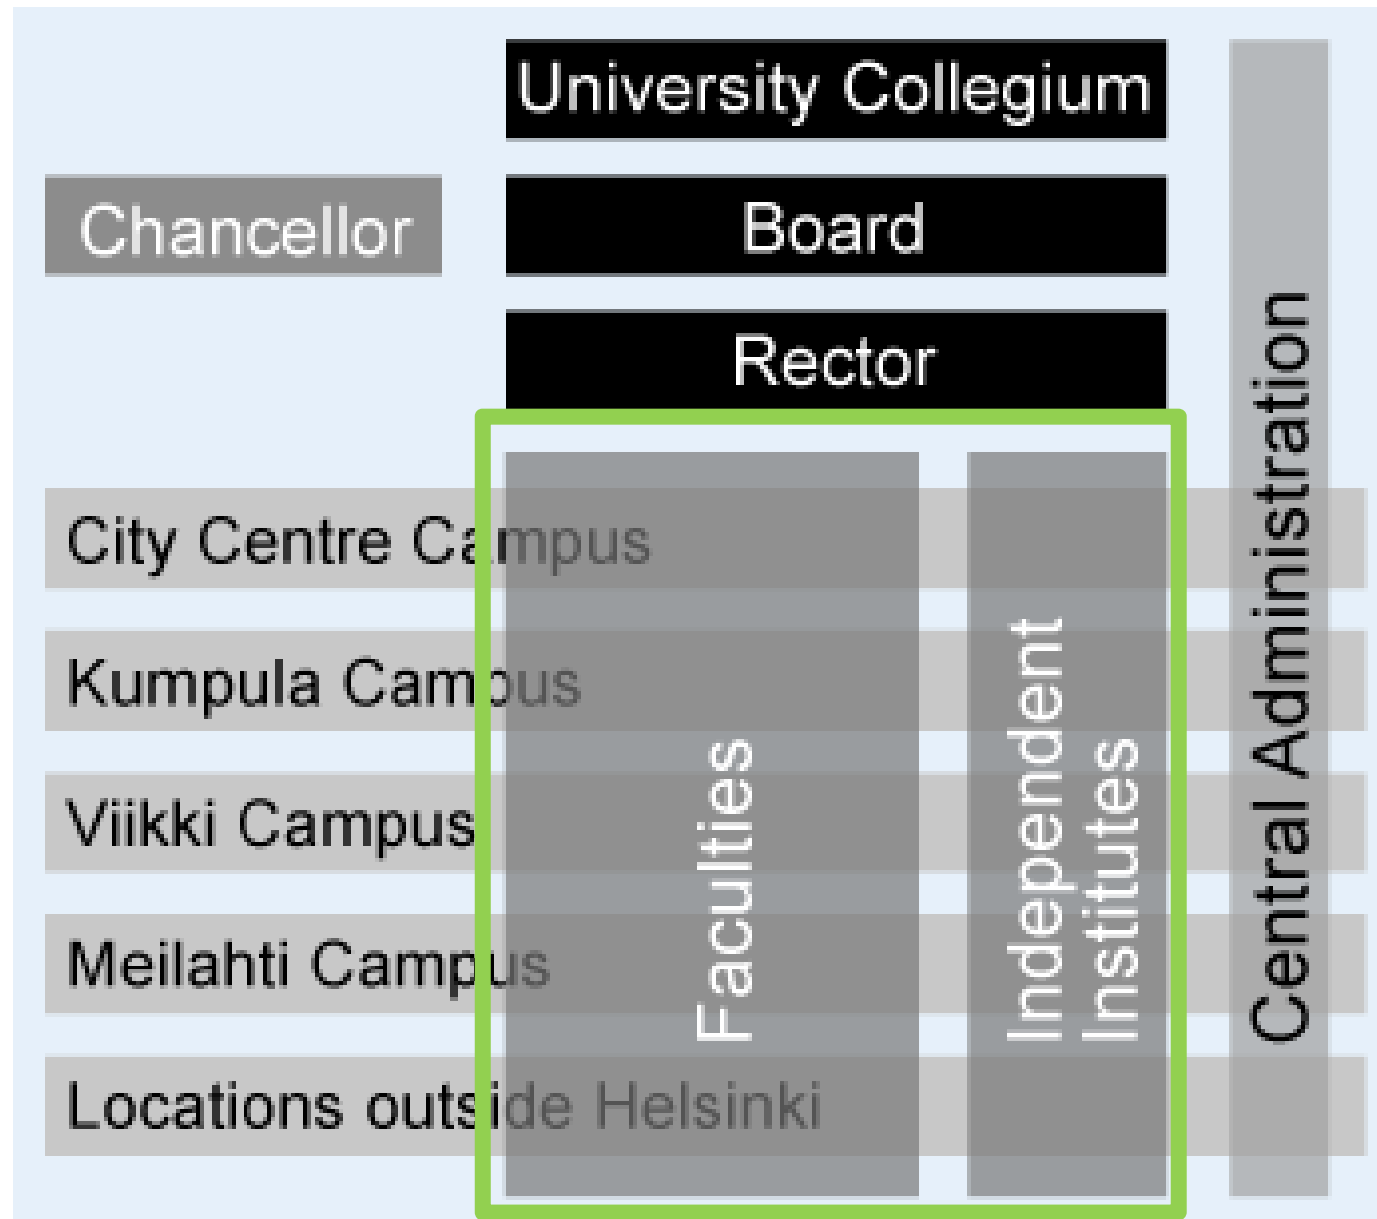 University Collegium
Chancellor
Board
Rector
City Centre Campus
Kumpula Campus
Viikki Campus
Meilahti Campus
Locations outside Helsinki
Faculties
Independent
Institutes
Central Administration